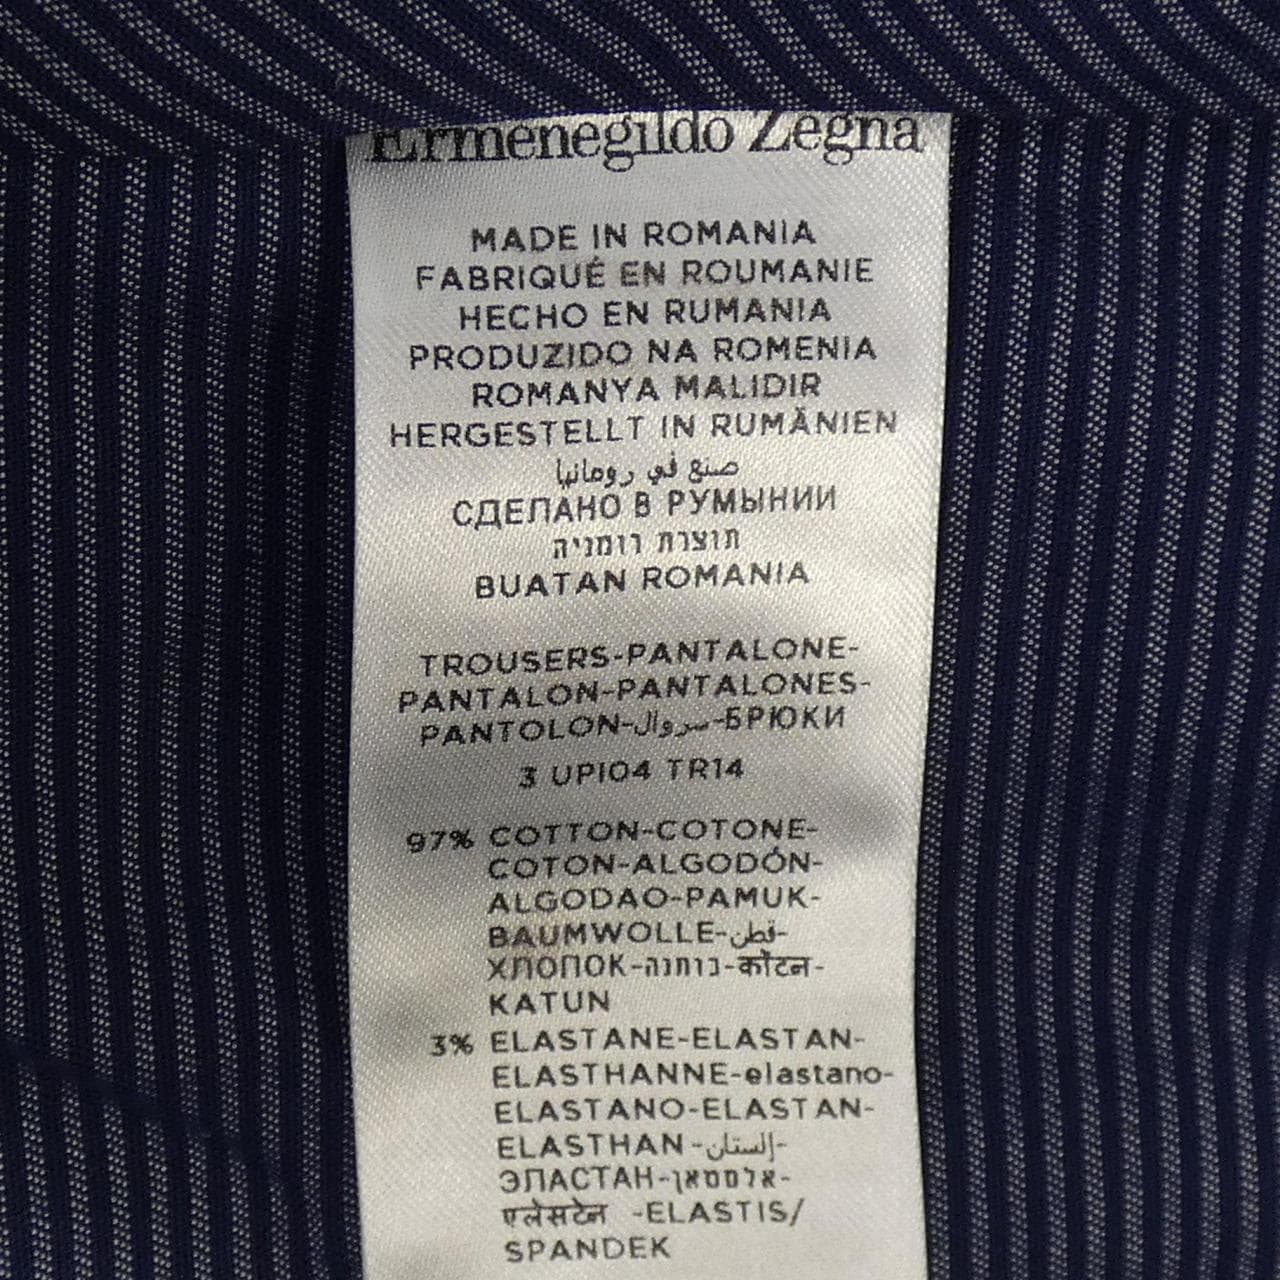 Ermenegildo Zegna
MADE IN ROMANIA
FABRIQUÉ EN ROUMANIE
HECHO EN RUMANIA
PRODUZIDO NA ROMENIA
ROMANYA MALIDIR
HERGESTELLT IN RUMÄNIEN
صنع في رومانيا
СДЕЛАНО В РУМЫНИИ
תוצרת רומניה
BUATAN ROMANIA
TROUSERS-PANTALONE-
PANTALON-PANTALONES-
PANTOLON-سروال-БРЮКИ
3 UPI04 TR14
97% COTTON-COTONE-
COTON-ALGODÓN-
ALGODAO-PAMUK-
BAUMWOLLE-قطن-
ХЛОПОК-כותנה-कॉटन-
KATUN
3% ELASTANE-ELASTAN-
ELASTHANNE-elastano-
ELASTANO-ELASTAN-
ELASTHAN-إلستان-
ЭЛАСТАН-אלסטאן-
एलेसटेन -ELASTIS/
SPANDEK